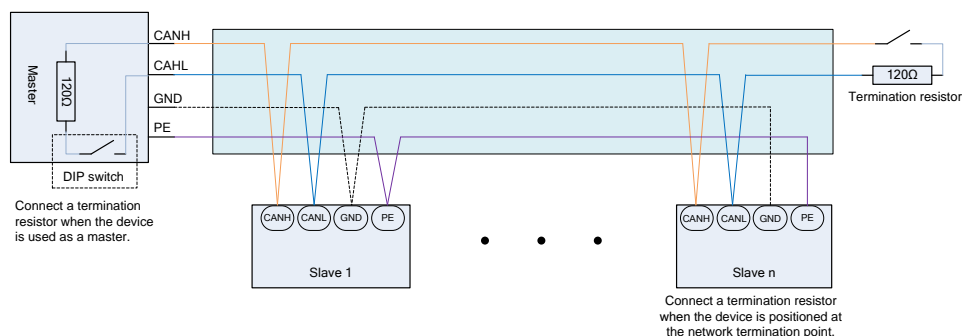 CANH
CAHL
GND
PE
Master
120Ω
DIP switch
Connect a termination
resistor when the device
is used as a master.
120Ω
Termination resistor
CANH CANL GND PE
Slave 1
CANH CANL GND PE
Slave n
Connect a termination resistor
when the device is positioned at
the network termination point.